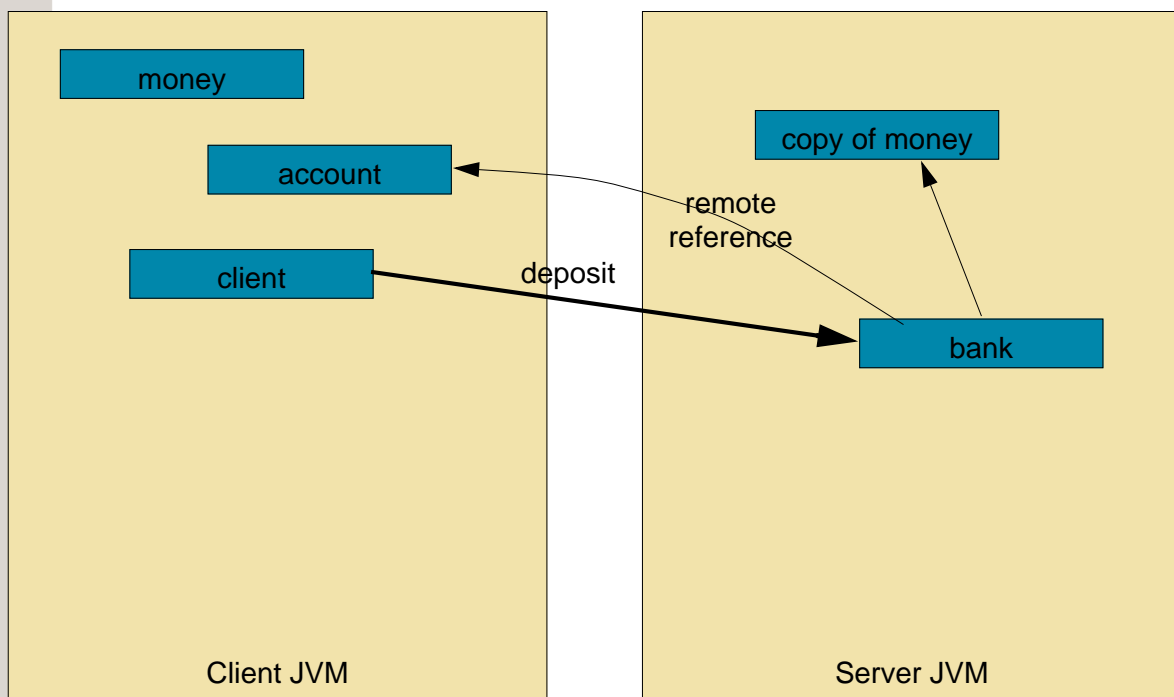 money
copy of money
account
remote
reference
client
deposit
bank
Client JVM
Server JVM